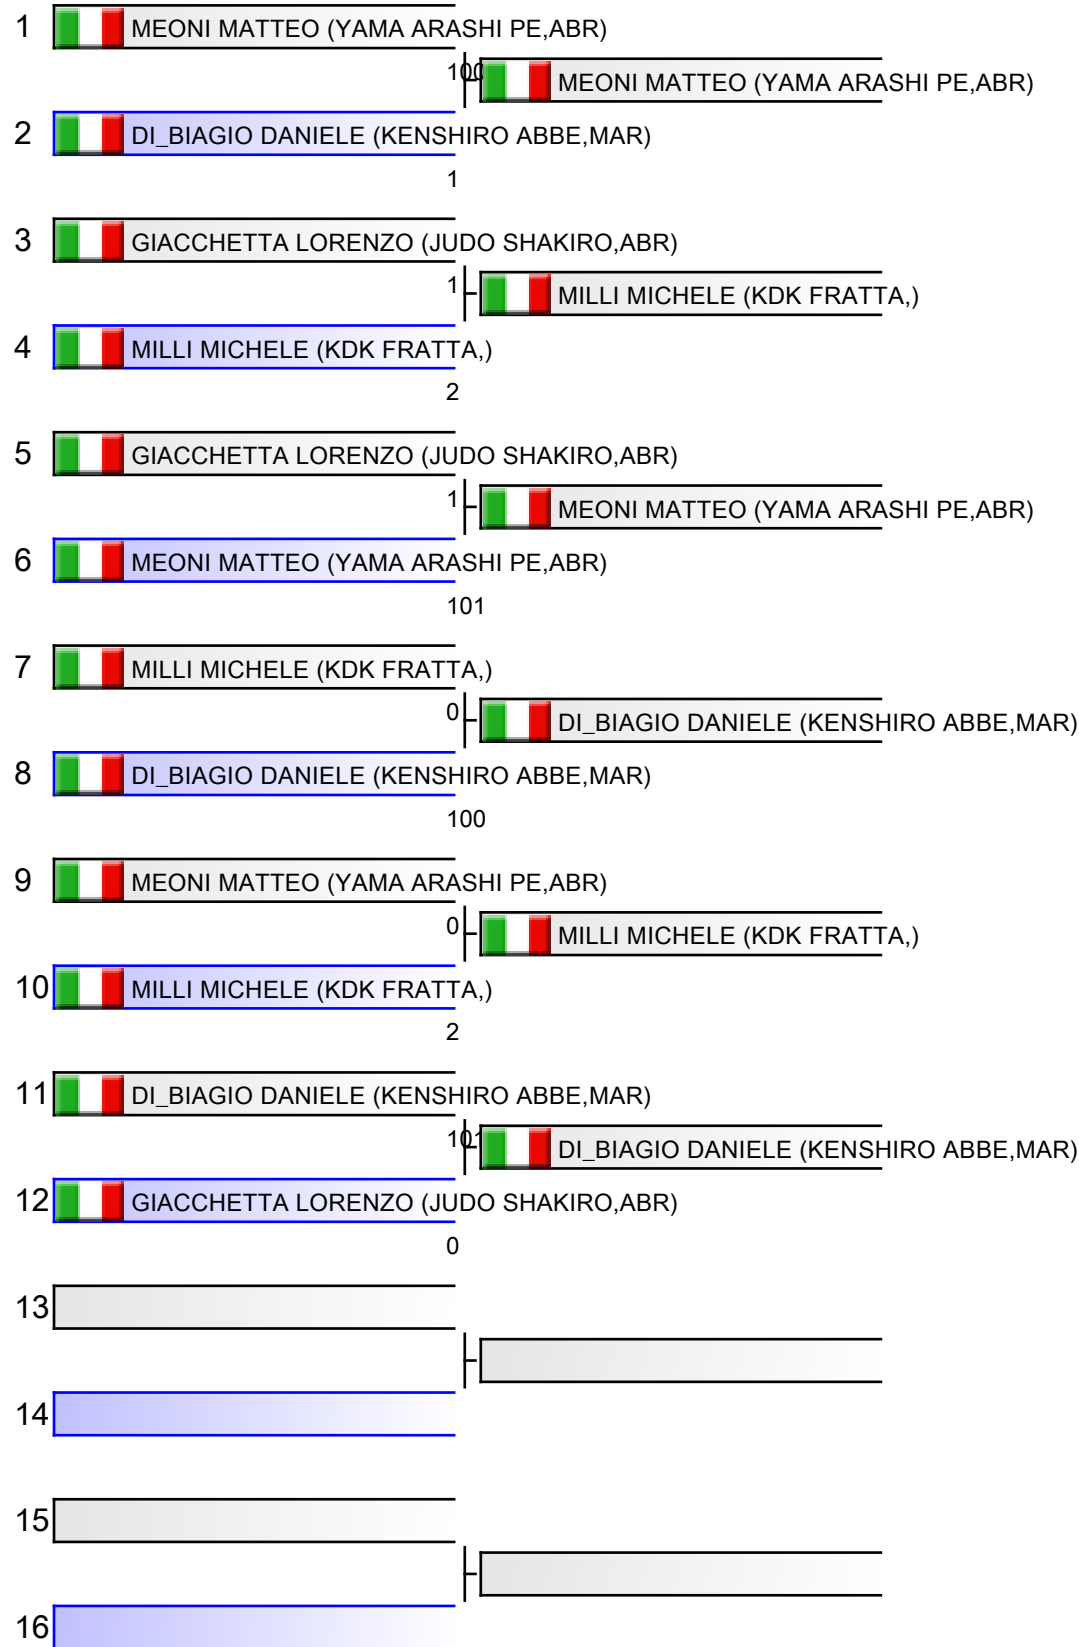 1 MEONI MATTEO (YAMA ARASHI PE,ABR)
100 MEONI MATTEO (YAMA ARASHI PE,ABR)
2 DI_BIAGIO DANIELE (KENSHIRO ABBE,MAR)
1
3 GIACCHETTA LORENZO (JUDO SHAKIRO,ABR)
1 MILLI MICHELE (KDK FRATTA,)
4 MILLI MICHELE (KDK FRATTA,)
2
5 GIACCHETTA LORENZO (JUDO SHAKIRO,ABR)
1 MEONI MATTEO (YAMA ARASHI PE,ABR)
6 MEONI MATTEO (YAMA ARASHI PE,ABR)
101
7 MILLI MICHELE (KDK FRATTA,)
0 DI_BIAGIO DANIELE (KENSHIRO ABBE,MAR)
8 DI_BIAGIO DANIELE (KENSHIRO ABBE,MAR)
100
9 MEONI MATTEO (YAMA ARASHI PE,ABR)
0 MILLI MICHELE (KDK FRATTA,)
10 MILLI MICHELE (KDK FRATTA,)
2
11 DI_BIAGIO DANIELE (KENSHIRO ABBE,MAR)
101 DI_BIAGIO DANIELE (KENSHIRO ABBE,MAR)
12 GIACCHETTA LORENZO (JUDO SHAKIRO,ABR)
0
13
14
15
16